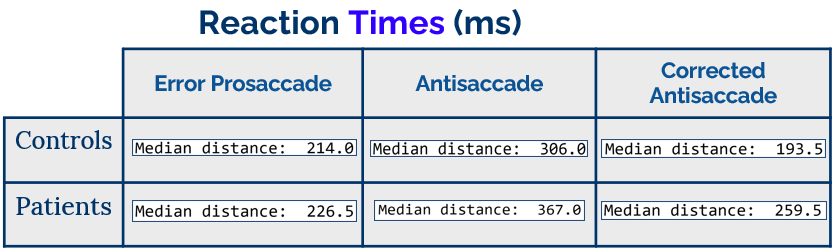 Reaction Times (ms)
Error Prosaccade
Antisaccade
Corrected
Antisaccade
Controls
Median distance: 214.0
Median distance: 306.0
Median distance: 193.5
Patients
Median distance: 226.5
Median distance: 367.0
Median distance: 259.5